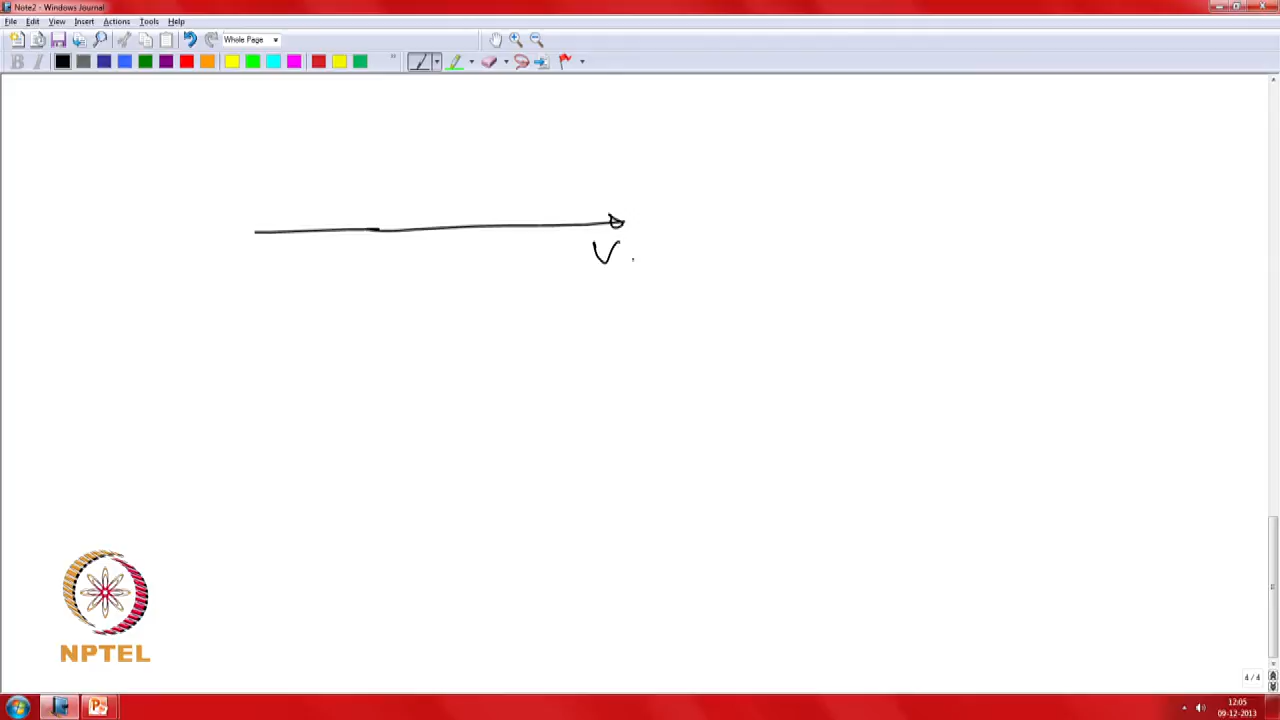 Note2 - Windows Journal
File Edit View Insert Actions Tools Help
Whole Page
B I
V
NPTEL
4 / 4
12:05
09-12-2013